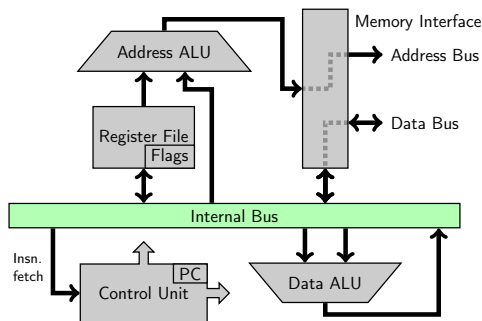 Memory Interface
Address ALU
Address Bus
Register File
Flags
Data Bus
Internal Bus
Insn.
fetch
PC
Control Unit
Data ALU